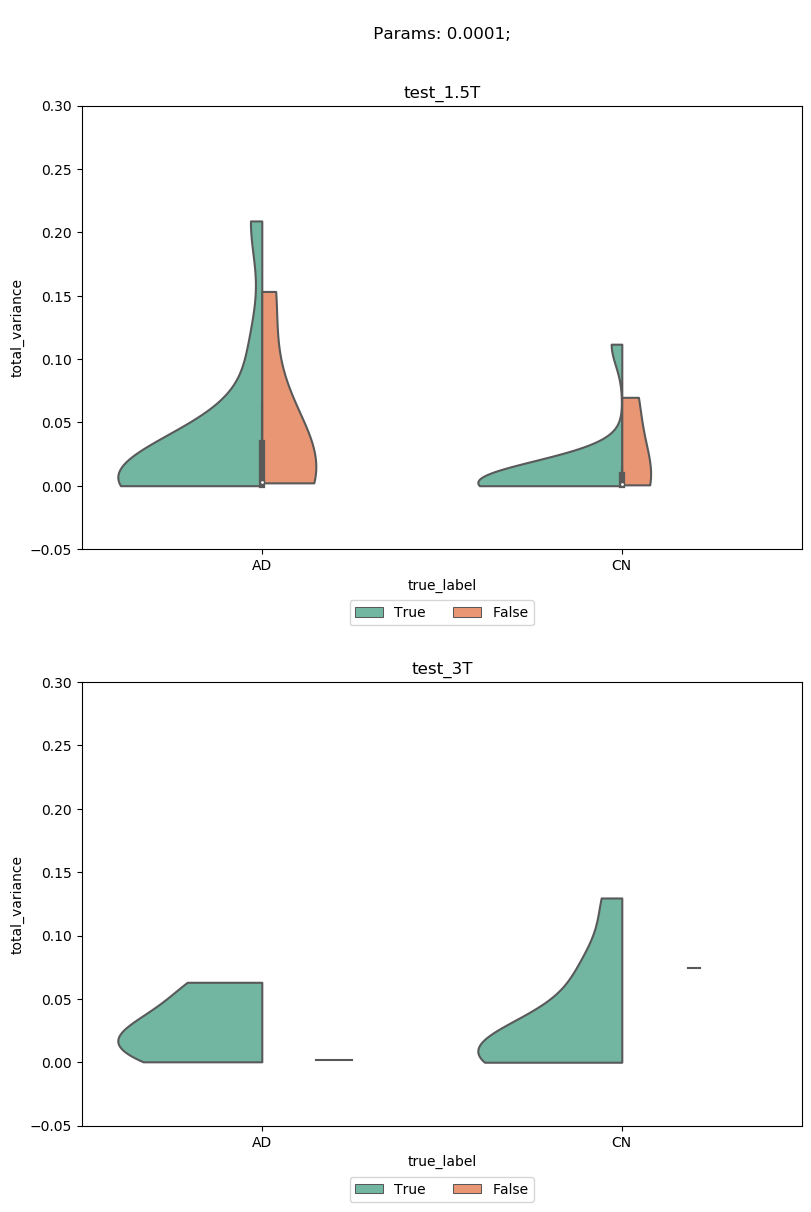 Params: 0.0001;
test_1.5T
0.30
0.25
0.20
0.15
0.10
0.05
0.00
−0.05
total_variance
AD CN
true_label
True False
test_3T
0.30
0.25
0.20
0.15
0.10
0.05
0.00
−0.05
total_variance
AD CN
true_label
True False